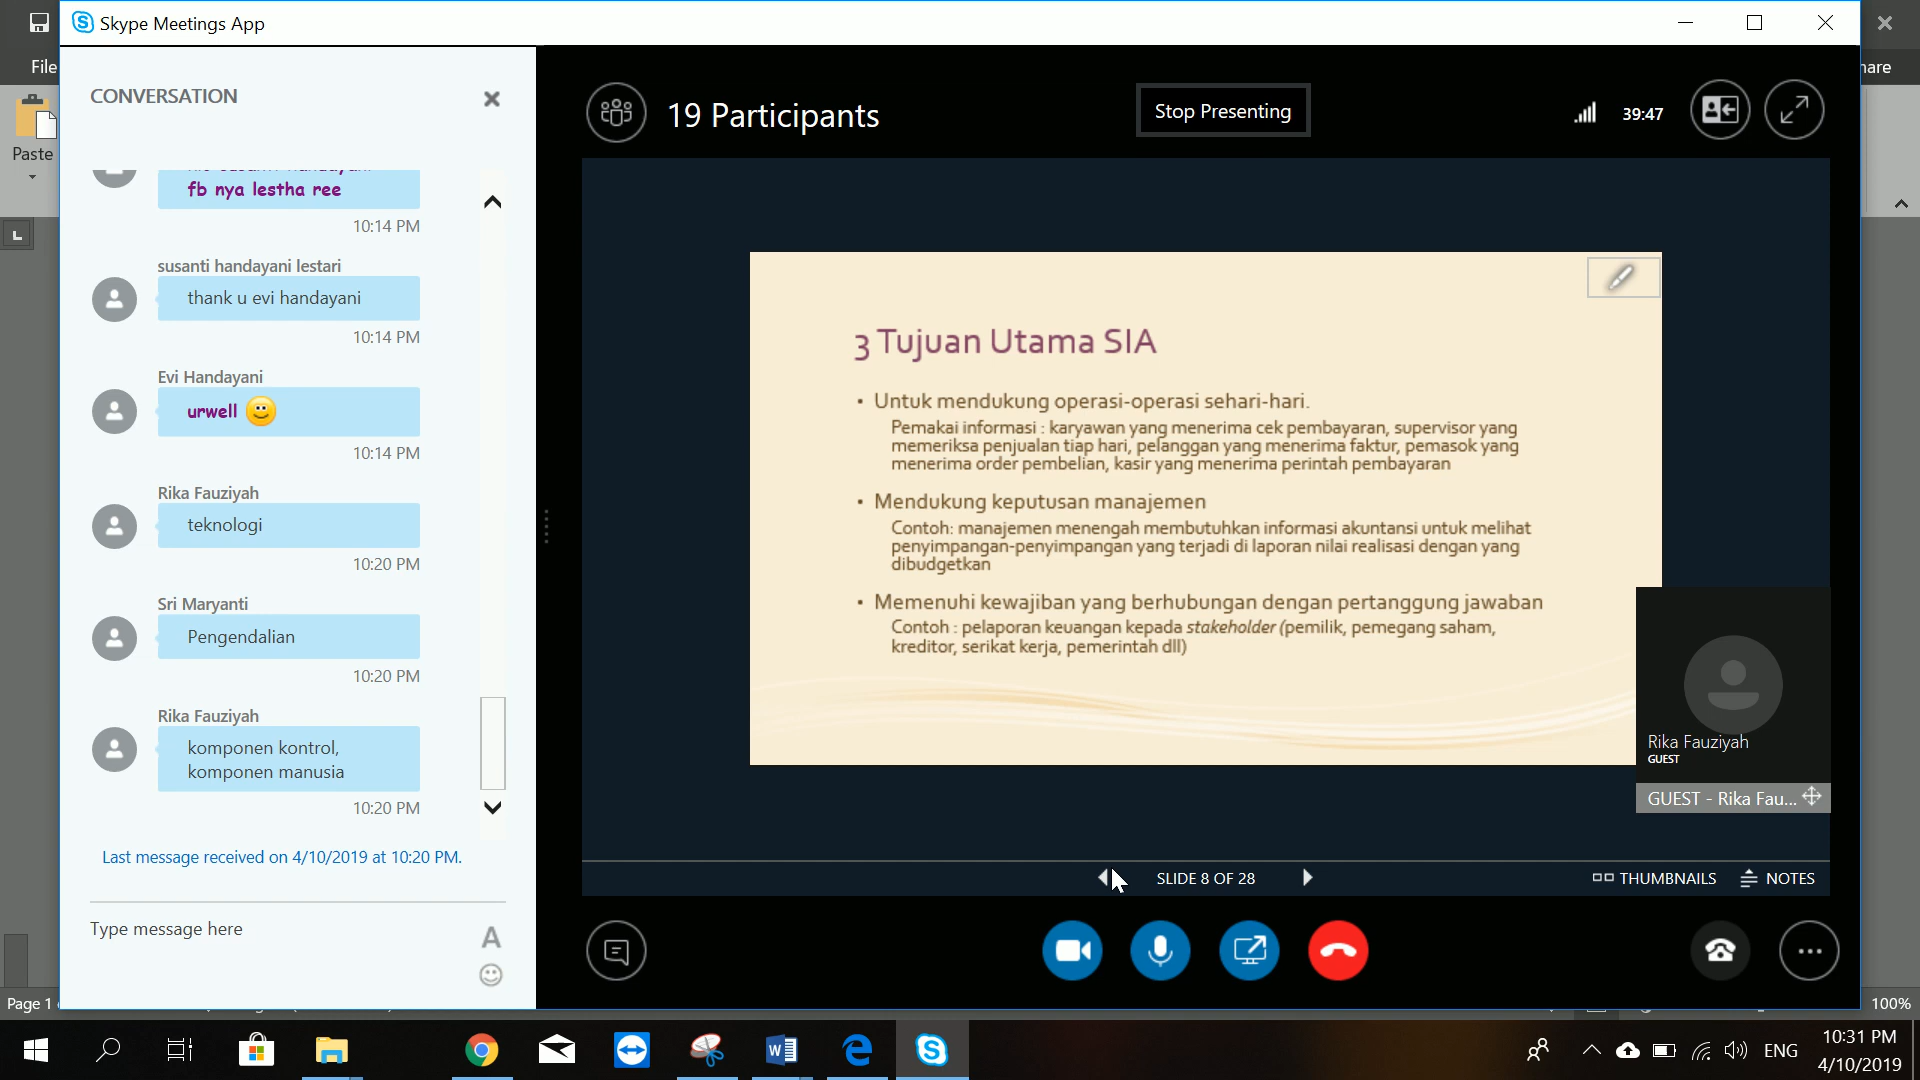 Skype Meetings App
File
hare
Paste
CONVERSATION
fb nya lestha ree
10:14 PM
susanti handayani lestari
thank u evi handayani
10:14 PM
Evi Handayani
urwell
10:14 PM
Rika Fauziyah
teknologi
10:20 PM
Sri Maryanti
Pengendalian
10:20 PM
Rika Fauziyah
komponen kontrol,
komponen manusia
10:20 PM
Last message received on 4/10/2019 at 10:20 PM.
Type message here
A
19 Participants
Stop Presenting
39:47
3 Tujuan Utama SIA
• Untuk mendukung operasi-operasi sehari-hari.
Pemakai informasi : karyawan yang menerima cek pembayaran, supervisor yang
memeriksa penjualan tiap hari, pelanggan yang menerima faktur, pemasok yang
menerima order pembelian, kasir yang menerima perintah pembayaran
• Mendukung keputusan manajemen
Contoh: manajemen menengah membutuhkan informasi akuntansi untuk melihat
penyimpangan-penyimpangan yang terjadi di laporan nilai realisasi dengan yang
dibudgetkan
• Memenuhi kewajiban yang berhubungan dengan pertanggung jawaban
Contoh : pelaporan keuangan kepada stakeholder (pemilik, pemegang saham,
kreditor, serikat kerja, pemerintah dll)
Rika Fauziyah
GUEST
GUEST - Rika Fau...
SLIDE 8 OF 28
THUMBNAILS
NOTES
Page 1
100%
ENG
10:31 PM
4/10/2019